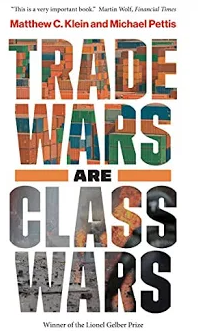 "This is a very important book." Martin Wolf, Financial Times
Matthew C. Klein and Michael Pettis
TRADE
WARS
ARE
CLASS
WARS
Winner of the Lionel Gelber Prize